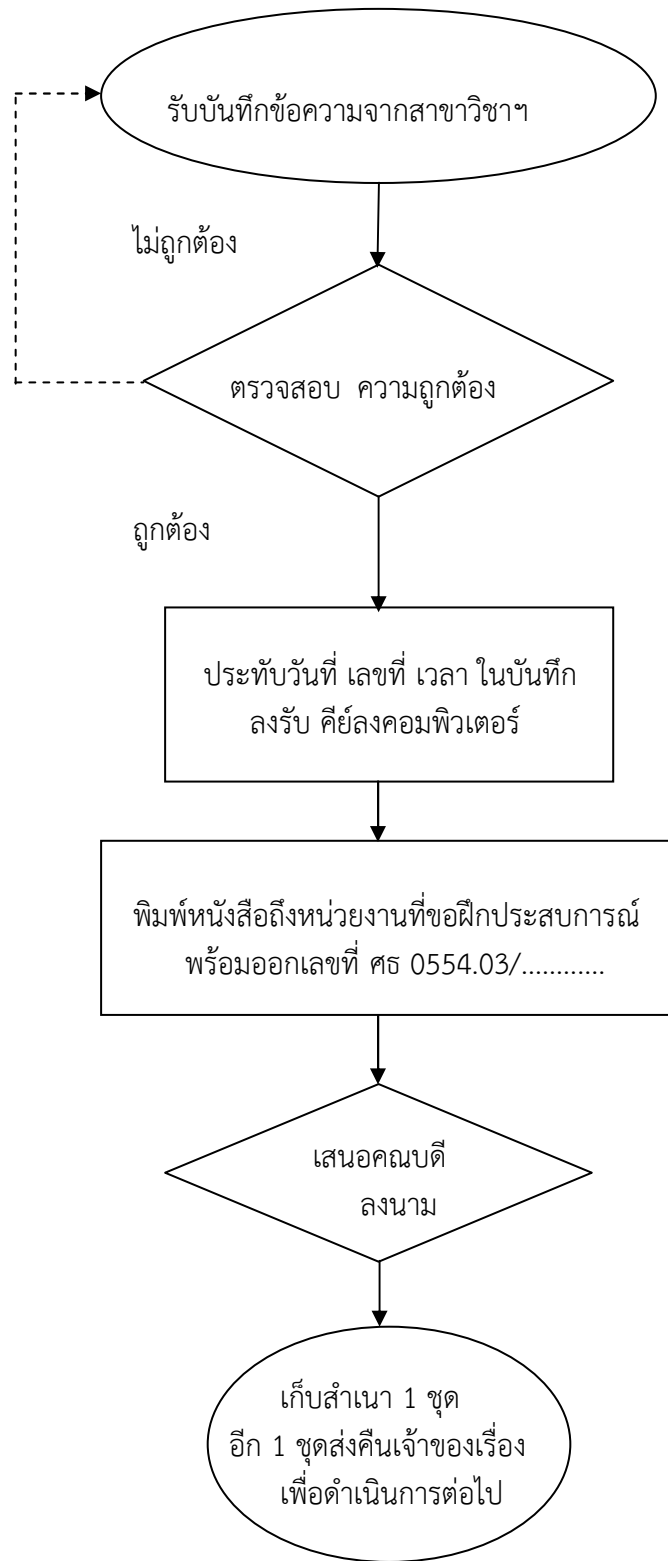 รับบันทึกข้อความจากสาขาวิชาฯ
ไม่ถูกต้อง
ตรวจสอบ ความถูกต้อง
ถูกต้อง
ประทับวันที่ เลขที่ เวลา ในบันทึก
ลงรับ คีย์ลงคอมพิวเตอร์
พิมพ์หนังสือถึงหน่วยงานที่ขอฝึกประสบการณ์
พร้อมออกเลขที่ ศธ 0554.03/............
เสนอคณบดี
ลงนาม
เก็บสำเนา 1 ชุด
อีก 1 ชุดส่งคืนเจ้าของเรื่อง
เพื่อดำเนินการต่อไป